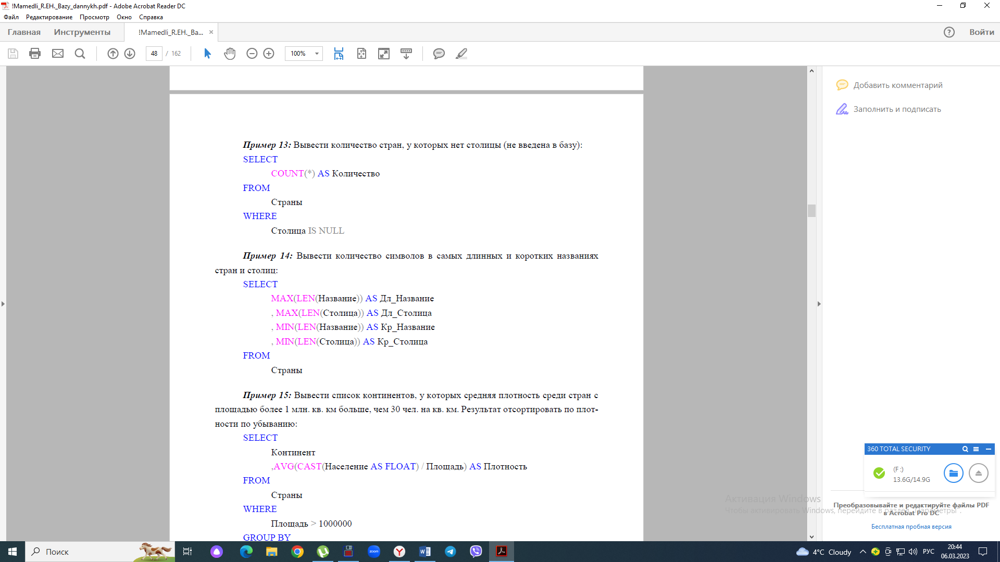 !Mamedli_R.EH._Bazy_dannykh.pdf - Adobe Acrobat Reader DC
Файл Редактирование Просмотр Окно Справка
Главная Инструменты !Mamedli_R.EH._Ba... × Войти
48 / 162 100%
Добавить комментарий
Заполнить и подписать
Пример 13: Вывести количество стран, у которых нет столицы (не введена в базу):
SELECT
COUNT(*) AS Количество
FROM
Страны
WHERE
Столица IS NULL
Пример 14: Вывести количество символов в самых длинных и коротких названиях
стран и столиц:
SELECT
MAX(LEN(Название)) AS Дл_Название
, MAX(LEN(Столица)) AS Дл_Столица
, MIN(LEN(Название)) AS Кр_Название
, MIN(LEN(Столица)) AS Кр_Столица
FROM
Страны
Пример 15: Вывести список континентов, у которых средняя плотность среди стран с
площадью более 1 млн. кв. км больше, чем 30 чел. на кв. км. Результат отсортировать по плот-
ности по убыванию:
SELECT
Континент
,AVG(CAST(Население AS FLOAT) / Площадь) AS Плотность
FROM
Страны
WHERE
Площадь > 1000000
GROUP BY
360 TOTAL SECURITY
(F :)
13.6G/14.9G
Активация Windows
Чтобы активировать Windows, перейдите в раздел "Параметры".
Преобразовывайте и редактируйте файлы PDF
в Acrobat Pro DC
Бесплатная пробная версия
Поиск
zoom
4°C Cloudy
РУС
20:44
06.03.2023